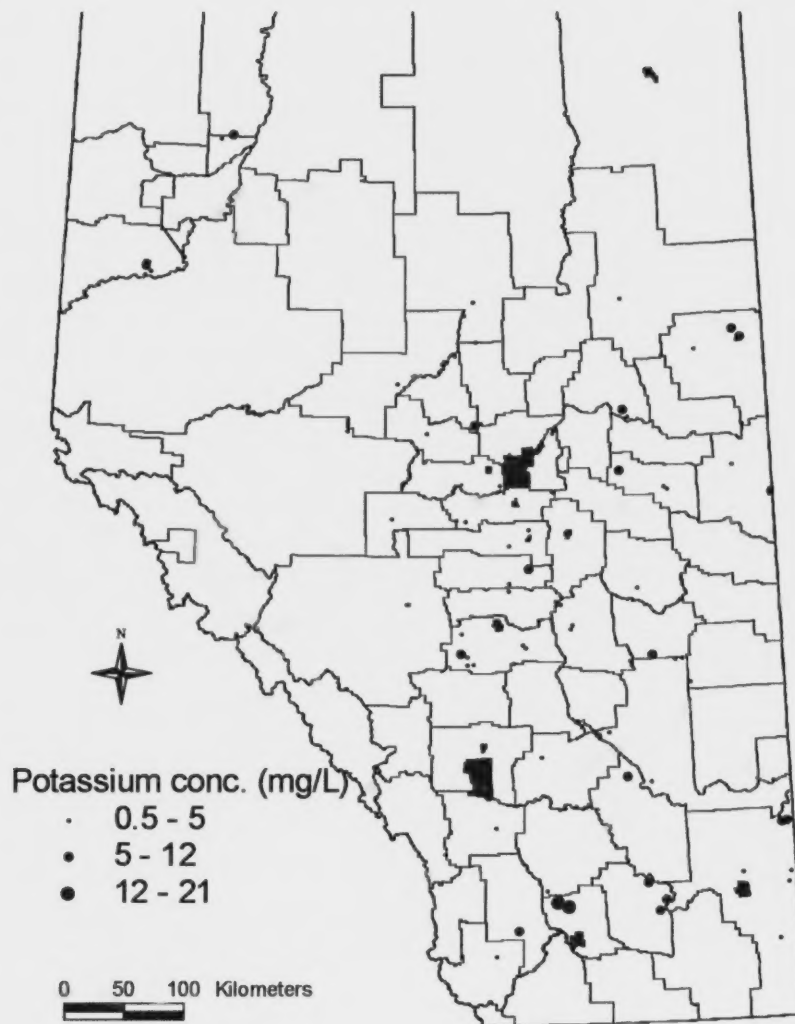 N
Potassium conc. (mg/L)
0.5 - 5
5 - 12
12 - 21
0 50 100 Kilometers